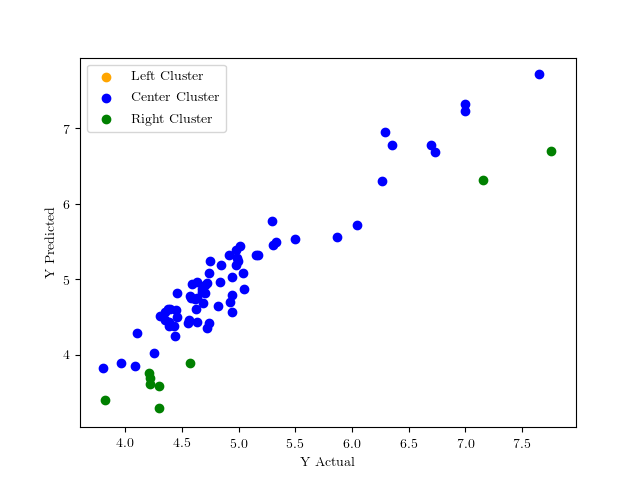 Left Cluster
Center Cluster
Right Cluster
7
6
5
4
Y Predicted
4.0 4.5 5.0 5.5 6.0 6.5 7.0 7.5
Y Actual